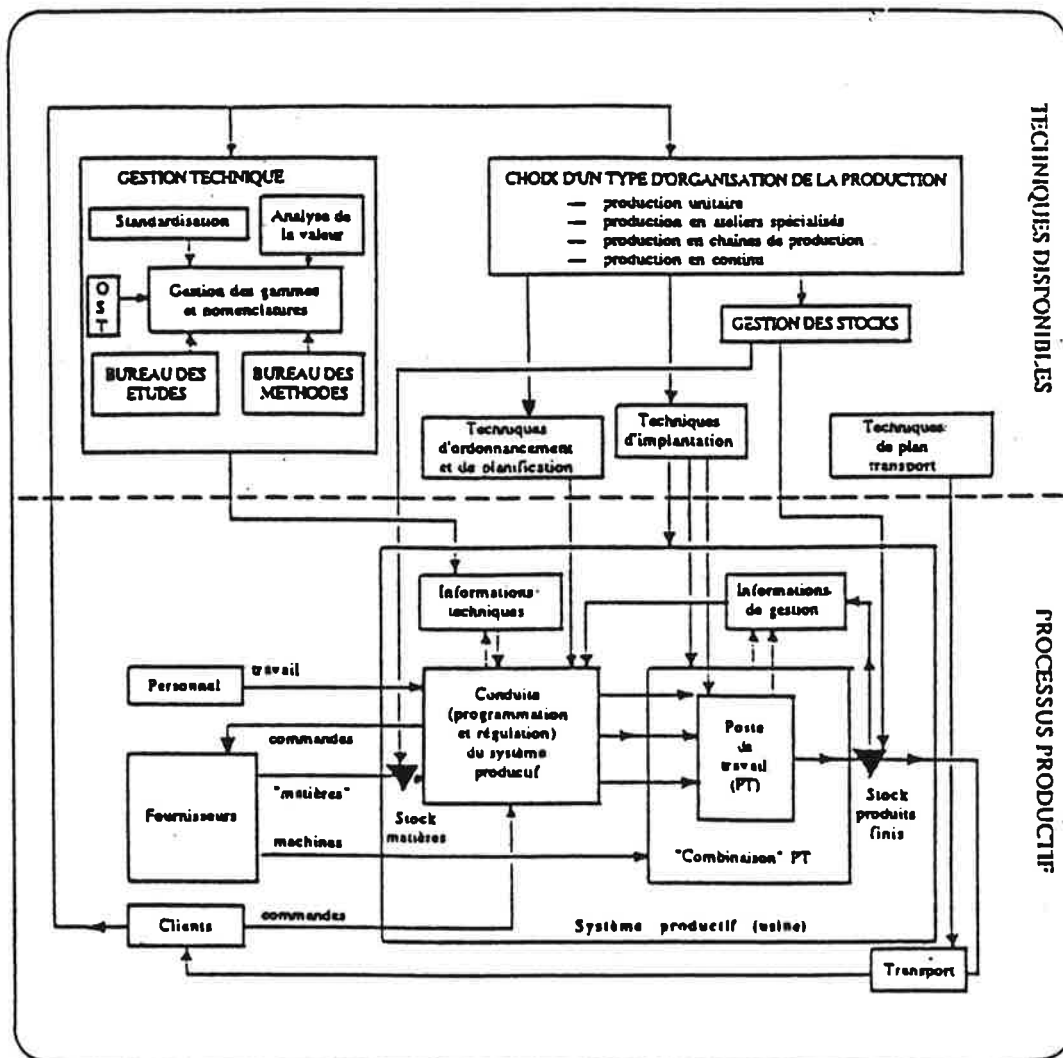 TECHNIQUES DISPONIBLES
GESTION TECHNIQUE
Standardisation
Analyse de
la valeur
O
S
T
Gestion des gammes
et nomenclatures
BUREAU DES
ETUDES
BUREAU DES
METHODES
CHOIX D'UN TYPE D'ORGANISATION DE LA PRODUCTION
— production unitaire
— production en ateliers spécialisés
— production en chaînes de production
— production en continu
GESTION DES STOCKS
Techniques
d'ordonnancement
et de planification
Techniques
d'implantation
Techniques
de plan
transport
PROCESSUS PRODUCTIF
Informations
techniques
Informations
de gestion
Personnel
travail
commandes
Fournisseurs
"matières"
machines
Stock
matières
Conduite
(programmation
et régulation)
du système
productif
Poste
de
travail
(PT)
"Combinaison" PT
Stock
produits
finis
Clients
commandes
Système productif (usine)
Transport